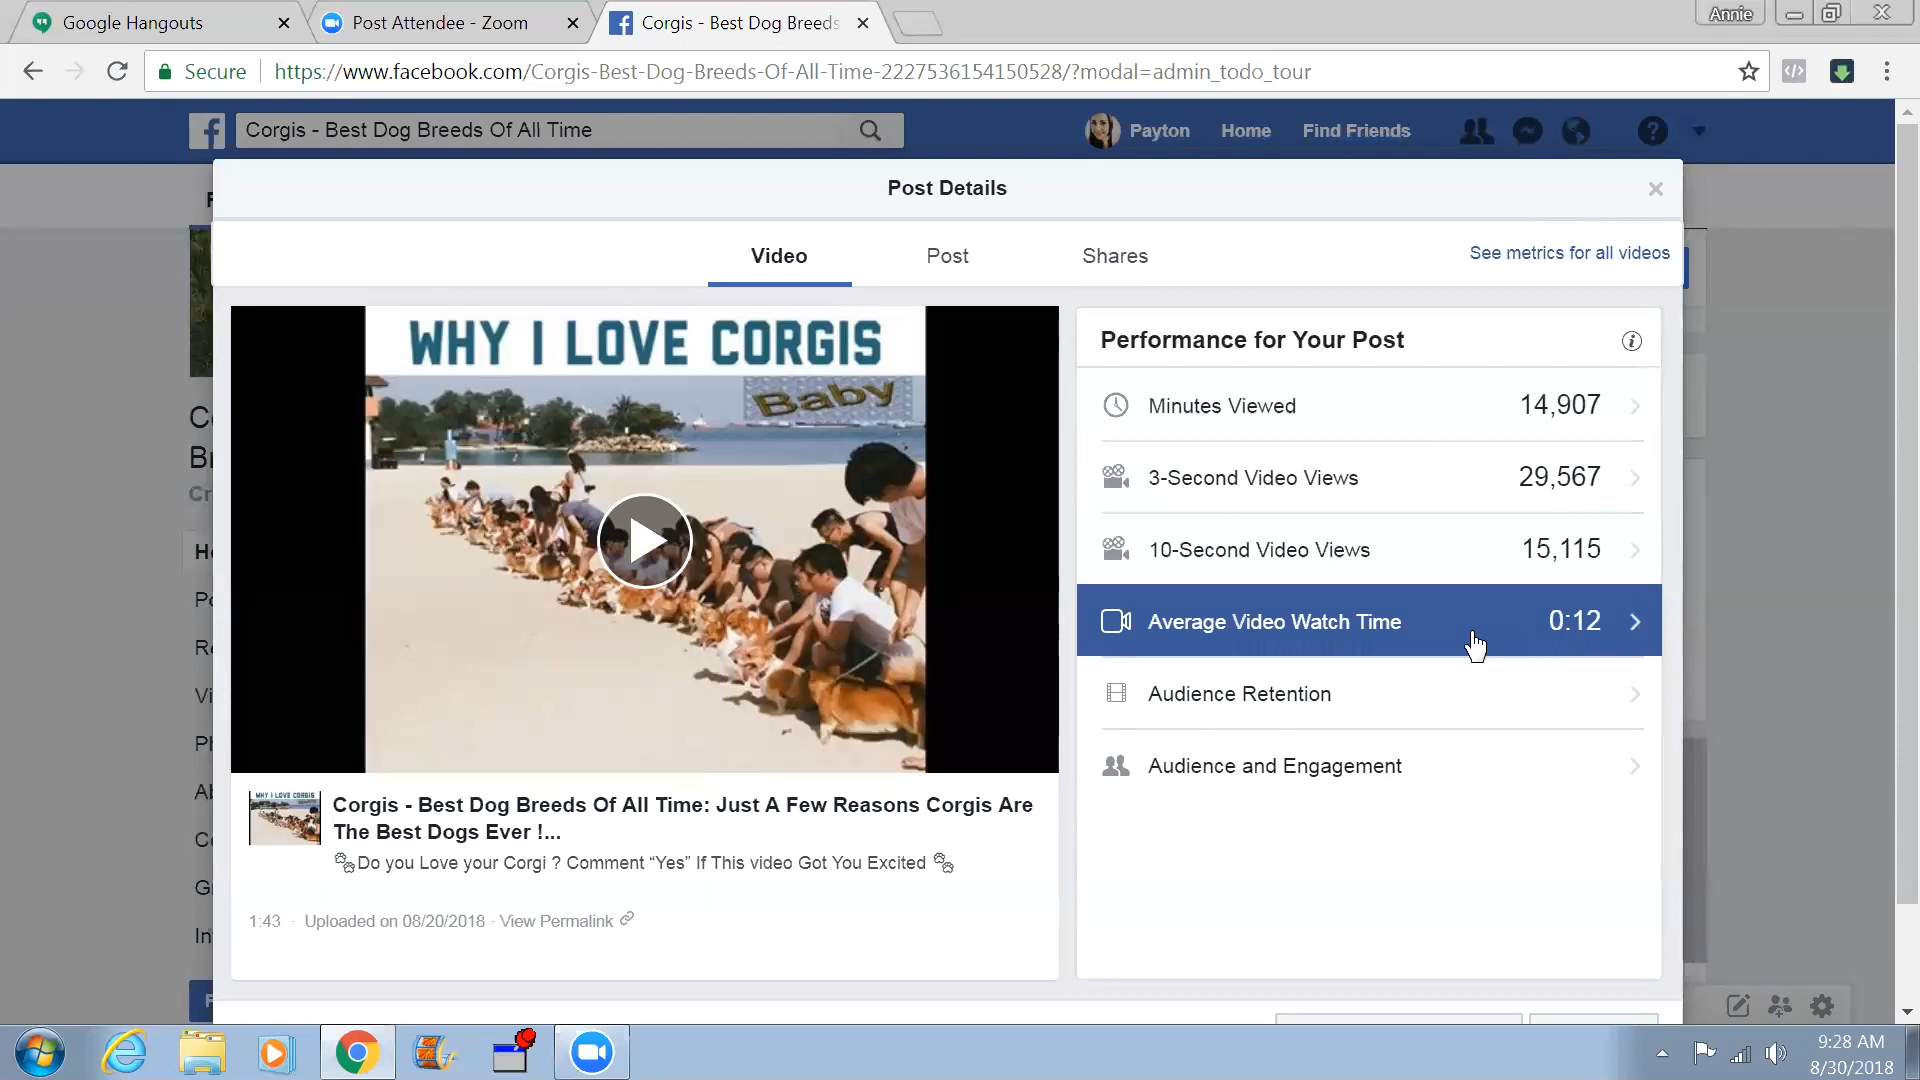 Google Hangouts
Post Attendee - Zoom
Corgis - Best Dog Breeds
Annie
Secure
https://www.facebook.com/Corgis-Best-Dog-Breeds-Of-All-Time-2227536154150528/?modal=admin_todo_tour
Corgis - Best Dog Breeds Of All Time
Payton
Home
Find Friends
Post Details
Video
Post
Shares
See metrics for all videos
WHY I LOVE CORGIS
Baby
Performance for Your Post
Minutes Viewed 14,907
3-Second Video Views 29,567
10-Second Video Views 15,115
Average Video Watch Time 0:12
Audience Retention
Audience and Engagement
WHY I LOVE CORGIS
Corgis - Best Dog Breeds Of All Time: Just A Few Reasons Corgis Are
The Best Dogs Ever !...
Do you Love your Corgi ? Comment “Yes” If This video Got You Excited
1:43 · Uploaded on 08/20/2018 · View Permalink
9:28 AM
8/30/2018